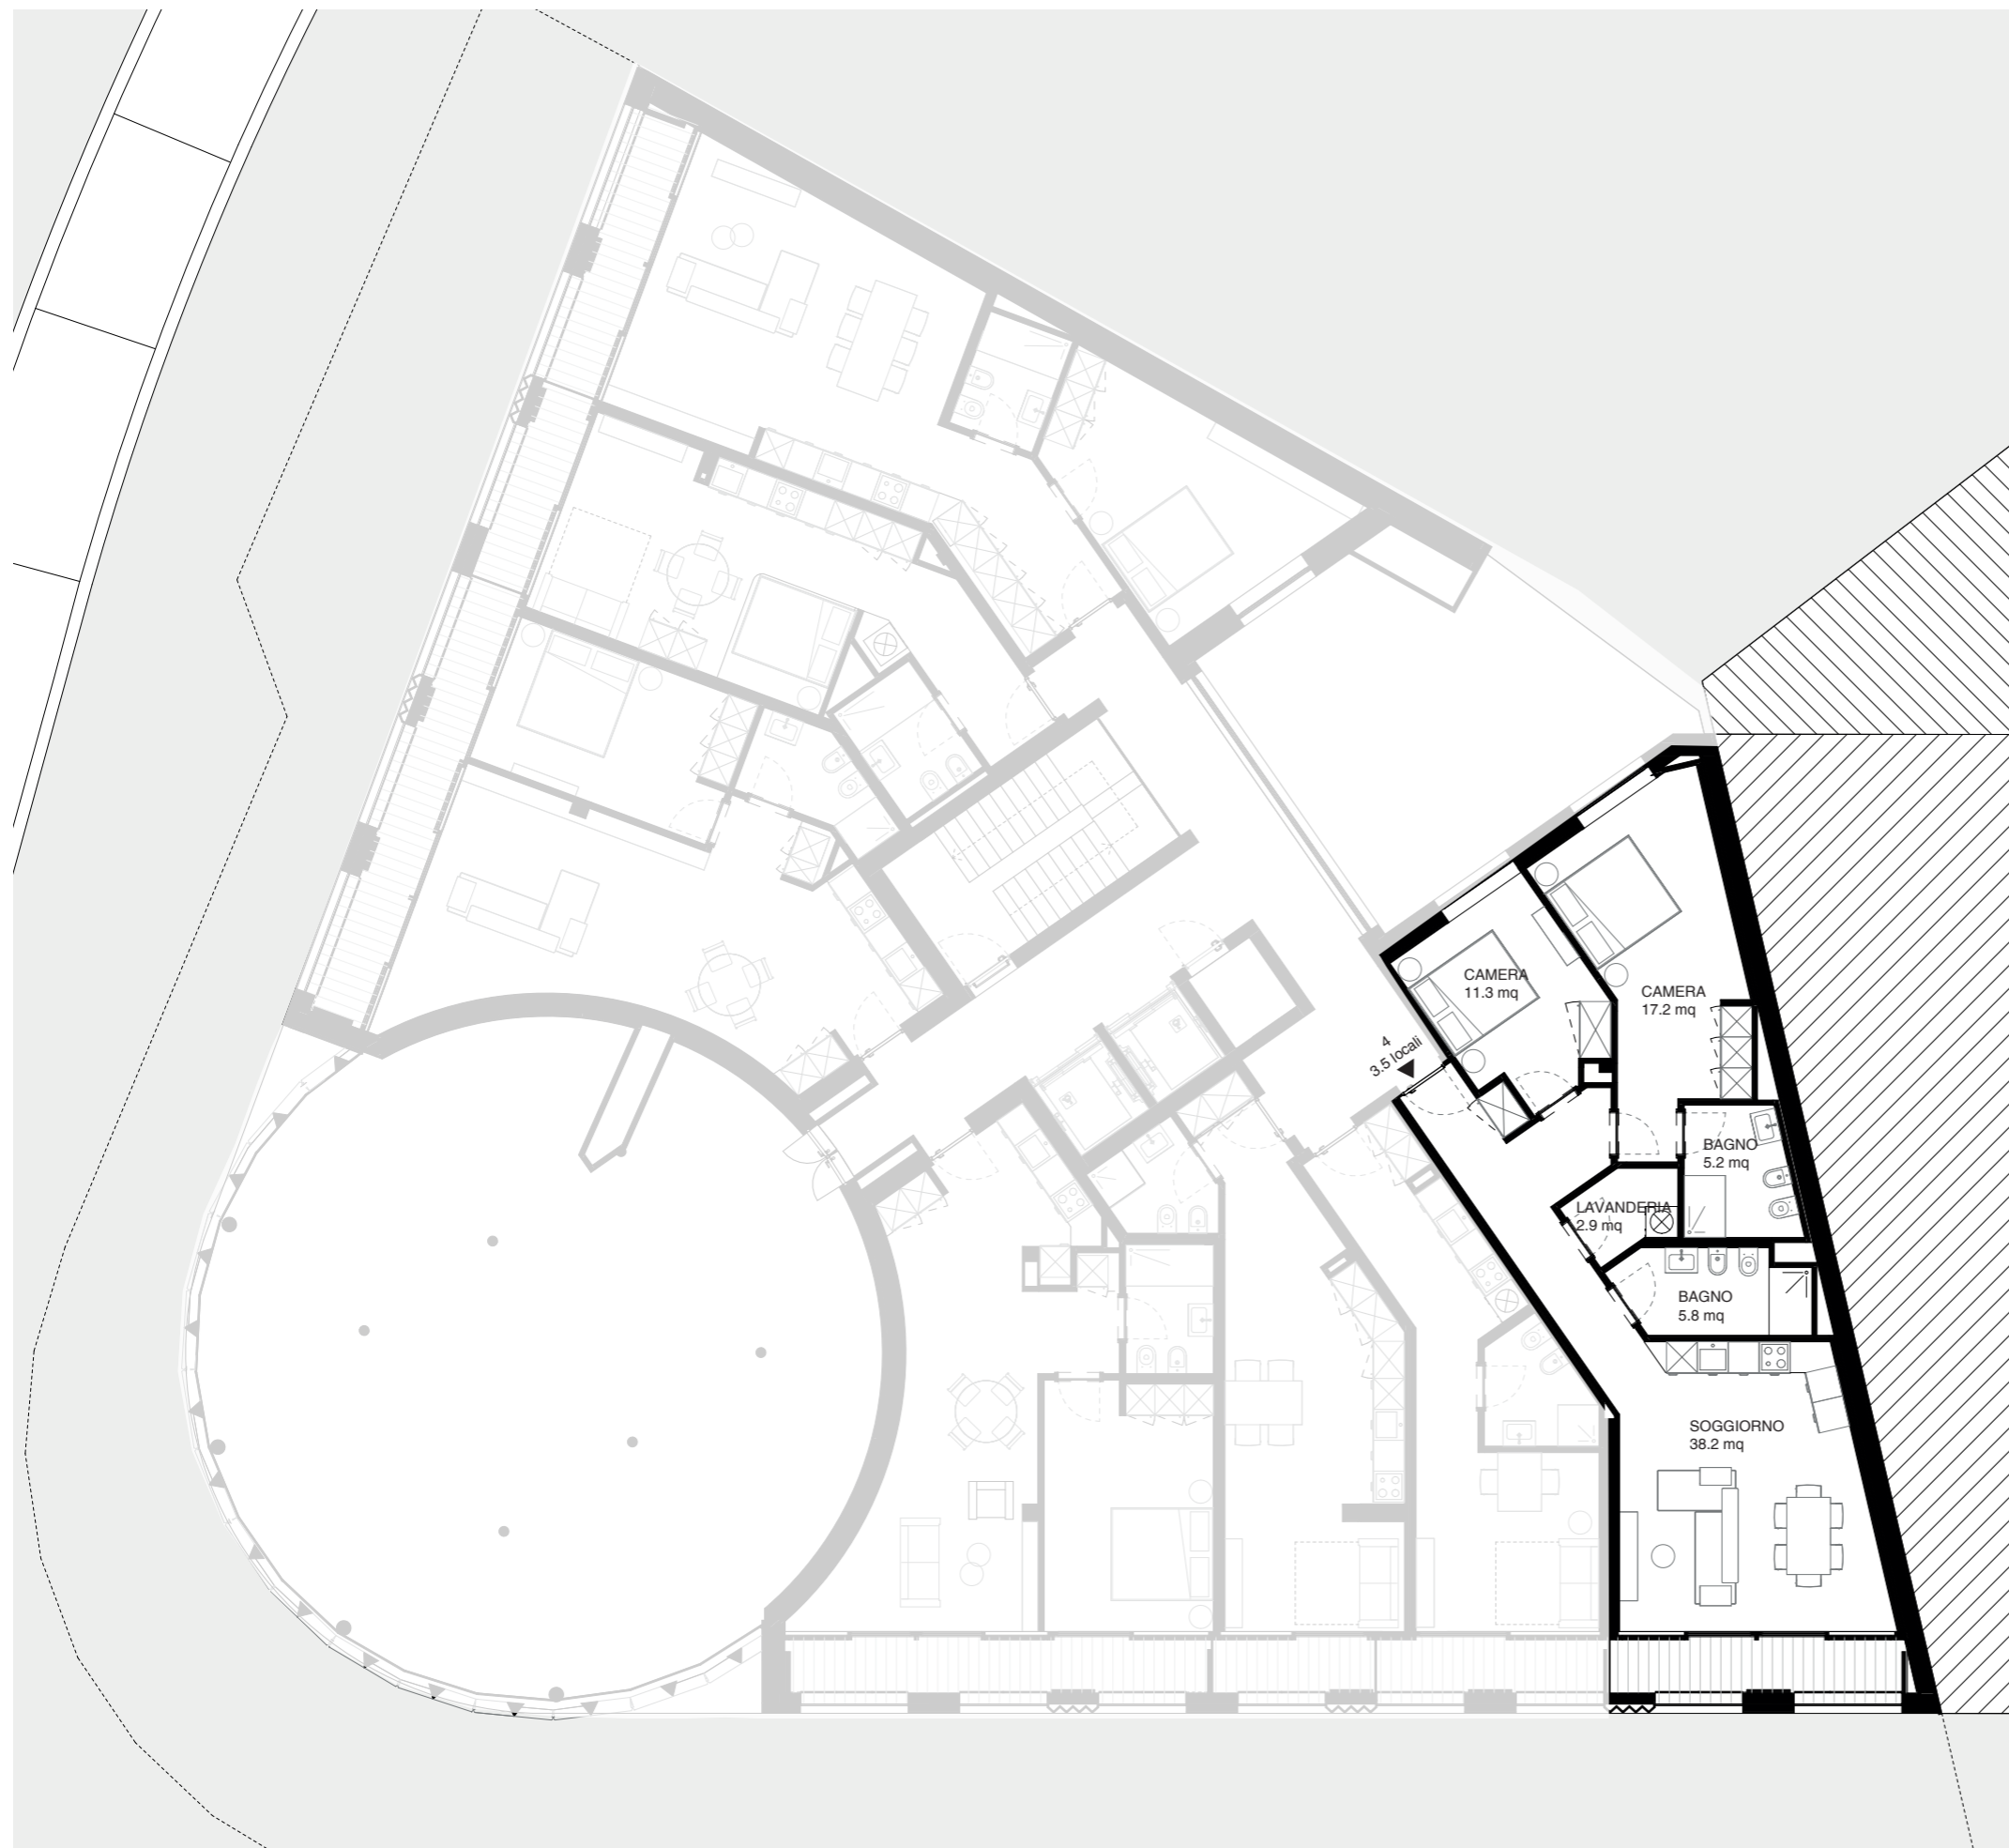 CAMERA
11.3 mq
CAMERA
17.2 mq
4
3.5 locali
BAGNO
5.2 mq
LAVANDERIA
2.9 mq
BAGNO
5.8 mq
SOGGIORNO
38.2 mq